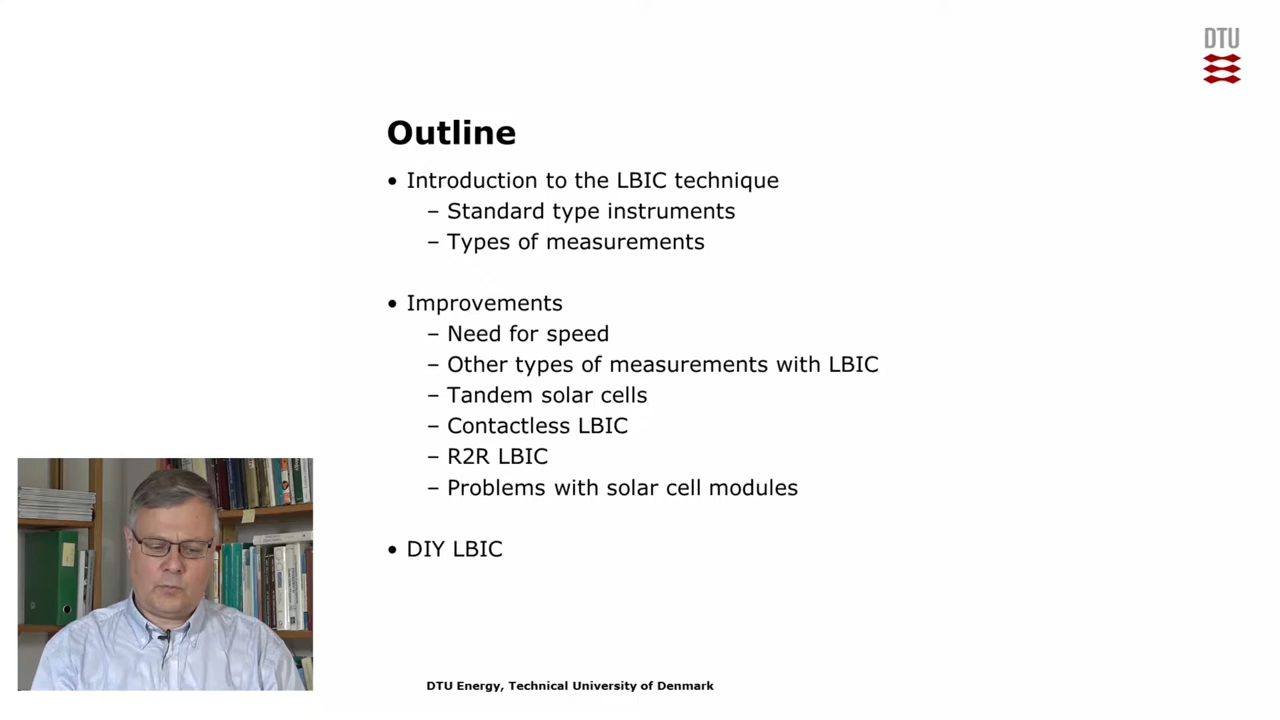 DTU
Outline
• Introduction to the LBIC technique
– Standard type instruments
– Types of measurements
• Improvements
– Need for speed
– Other types of measurements with LBIC
– Tandem solar cells
– Contactless LBIC
– R2R LBIC
– Problems with solar cell modules
• DIY LBIC
DTU Energy, Technical University of Denmark